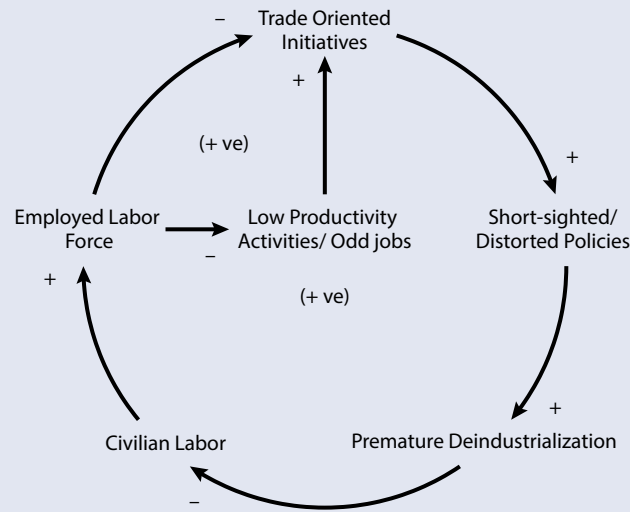 –
Trade Oriented
Initiatives
+
(+ ve)
+
Employed Labor
Force
Low Productivity
Activities/ Odd jobs
Short-sighted/
Distorted Policies
–
+
(+ ve)
+
Civilian Labor
Premature Deindustrialization
–